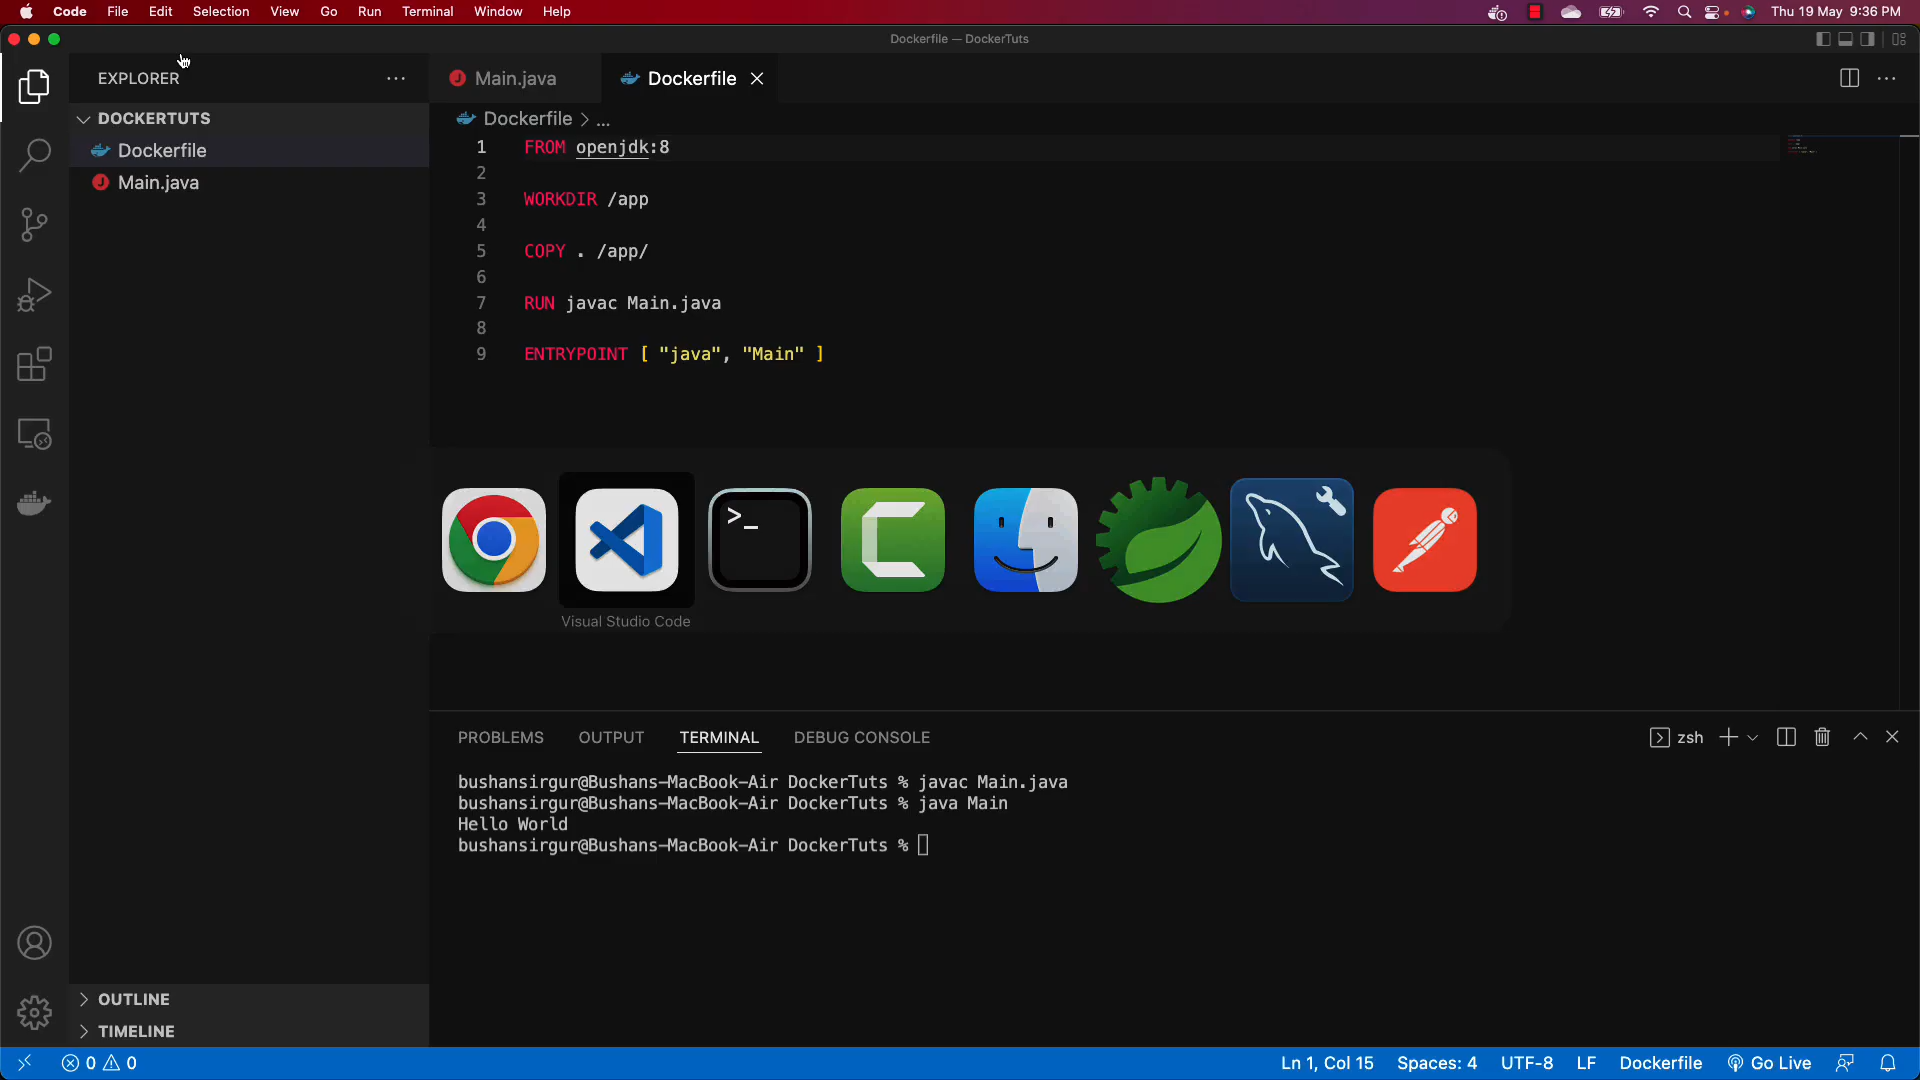 Code File Edit Selection View Go Run Terminal Window Help Thu 19 May 9:36 PM
Dockerfile — DockerTuts
EXPLORER
Main.java Dockerfile
DOCKERTUTS
Dockerfile
Main.java
Dockerfile > ...
1 FROM openjdk:8
2
3 WORKDIR /app
4
5 COPY . /app/
6
7 RUN javac Main.java
8
9 ENTRYPOINT [ "java", "Main" ]
>_
Visual Studio Code
PROBLEMS OUTPUT TERMINAL DEBUG CONSOLE zsh
bushansirgur@Bushans-MacBook-Air DockerTuts % javac Main.java
bushansirgur@Bushans-MacBook-Air DockerTuts % java Main
Hello World
bushansirgur@Bushans-MacBook-Air DockerTuts %
OUTLINE
TIMELINE
0 0 Ln 1, Col 15 Spaces: 4 UTF-8 LF Dockerfile Go Live